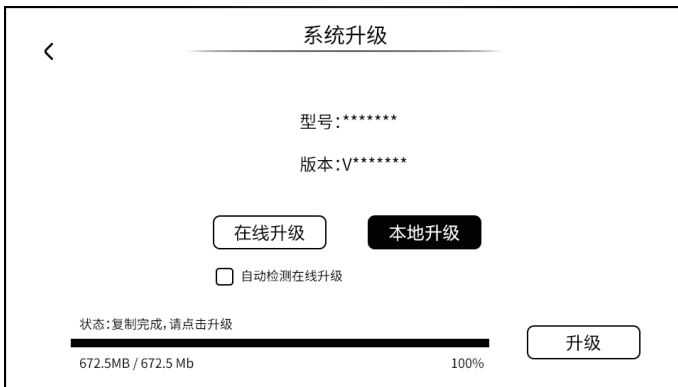 系统升级
型号:*******
版本:V*******
在线升级 本地升级
自动检测在线升级
状态:复制完成,请点击升级
升级
672.5MB / 672.5 Mb 100%